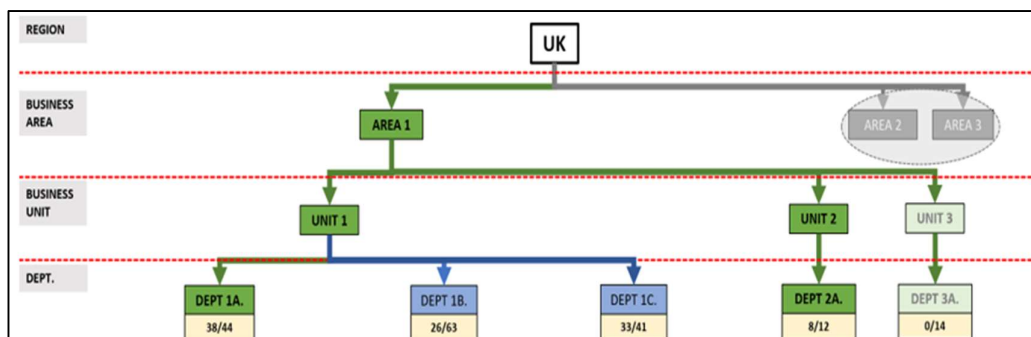 REGION
UK
BUSINESS
AREA
AREA 1
AREA 2
AREA 3
BUSINESS
UNIT
UNIT 1
UNIT 2
UNIT 3
DEPT.
DEPT 1A.
DEPT 1B.
DEPT 1C.
DEPT 2A.
DEPT 3A.
38/44
26/63
33/41
8/12
0/14